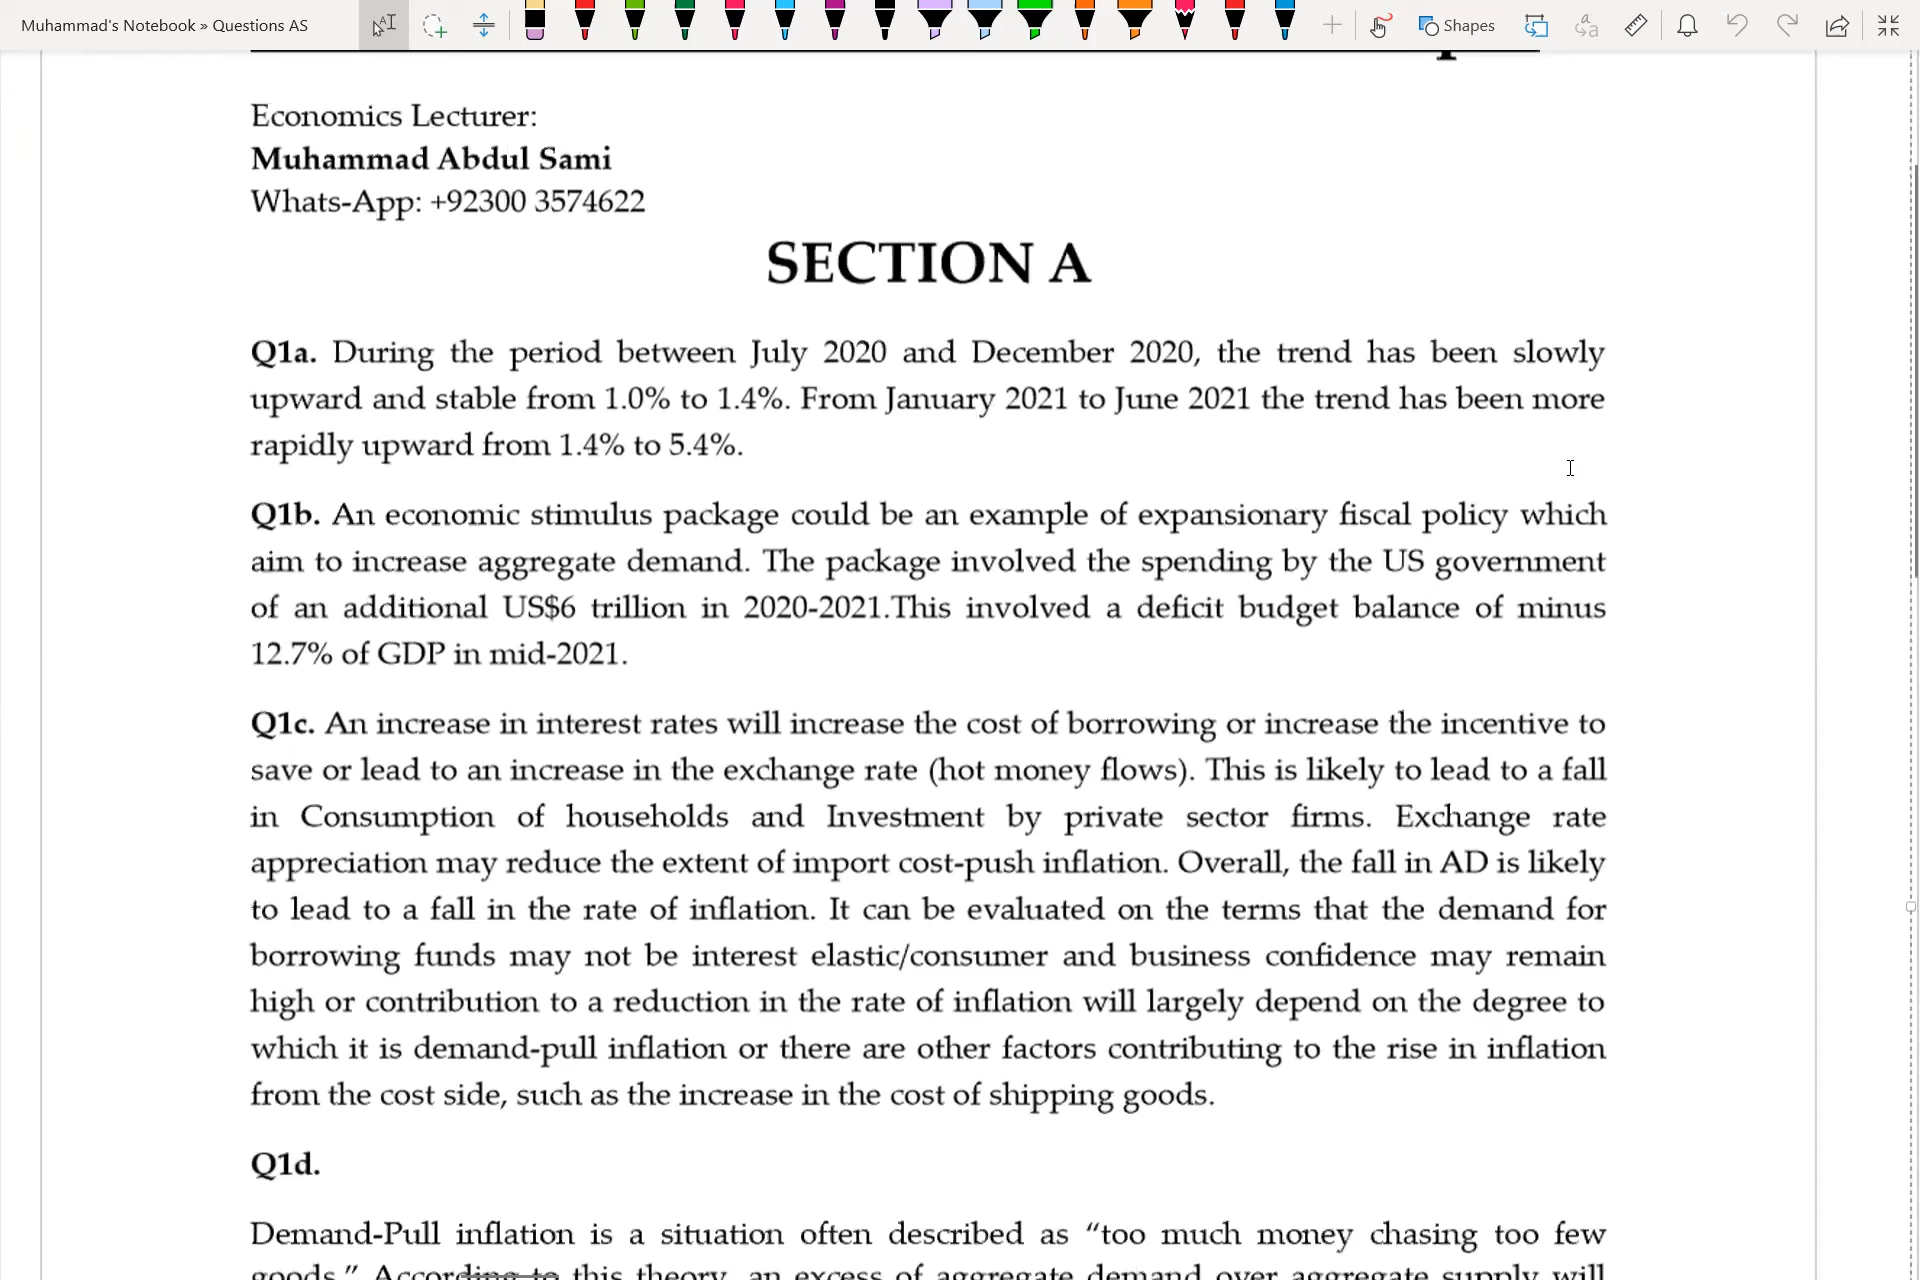 Muhammad's Notebook » Questions AS
Shapes
Economics Lecturer:
Muhammad Abdul Sami
Whats-App: +92300 3574622
SECTION A
Q1a. During the period between July 2020 and December 2020, the trend has been slowly
upward and stable from 1.0% to 1.4%. From January 2021 to June 2021 the trend has been more
rapidly upward from 1.4% to 5.4%.
Q1b. An economic stimulus package could be an example of expansionary fiscal policy which
aim to increase aggregate demand. The package involved the spending by the US government
of an additional US$6 trillion in 2020-2021.This involved a deficit budget balance of minus
12.7% of GDP in mid-2021.
Q1c. An increase in interest rates will increase the cost of borrowing or increase the incentive to
save or lead to an increase in the exchange rate (hot money flows). This is likely to lead to a fall
in Consumption of households and Investment by private sector firms. Exchange rate
appreciation may reduce the extent of import cost-push inflation. Overall, the fall in AD is likely
to lead to a fall in the rate of inflation. It can be evaluated on the terms that the demand for
borrowing funds may not be interest elastic/consumer and business confidence may remain
high or contribution to a reduction in the rate of inflation will largely depend on the degree to
which it is demand-pull inflation or there are other factors contributing to the rise in inflation
from the cost side, such as the increase in the cost of shipping goods.
Q1d.
Demand-Pull inflation is a situation often described as “too much money chasing too few
goods.” According to this theory, an excess of aggregate demand over aggregate supply will